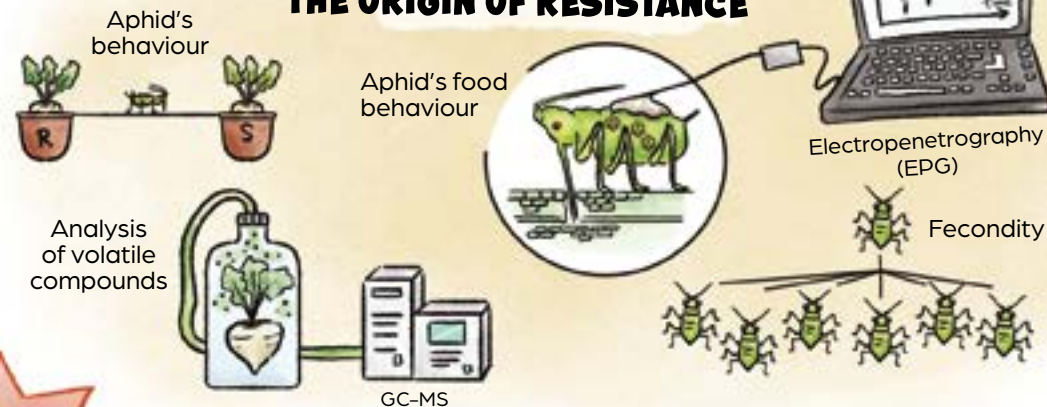 THE ORIGIN OF RESISTANCE
Aphid's
behaviour
R
S
Aphid's food
behaviour
Electropenetrography
(EPG)
Analysis
of volatile
compounds
GC-MS
Fecondity